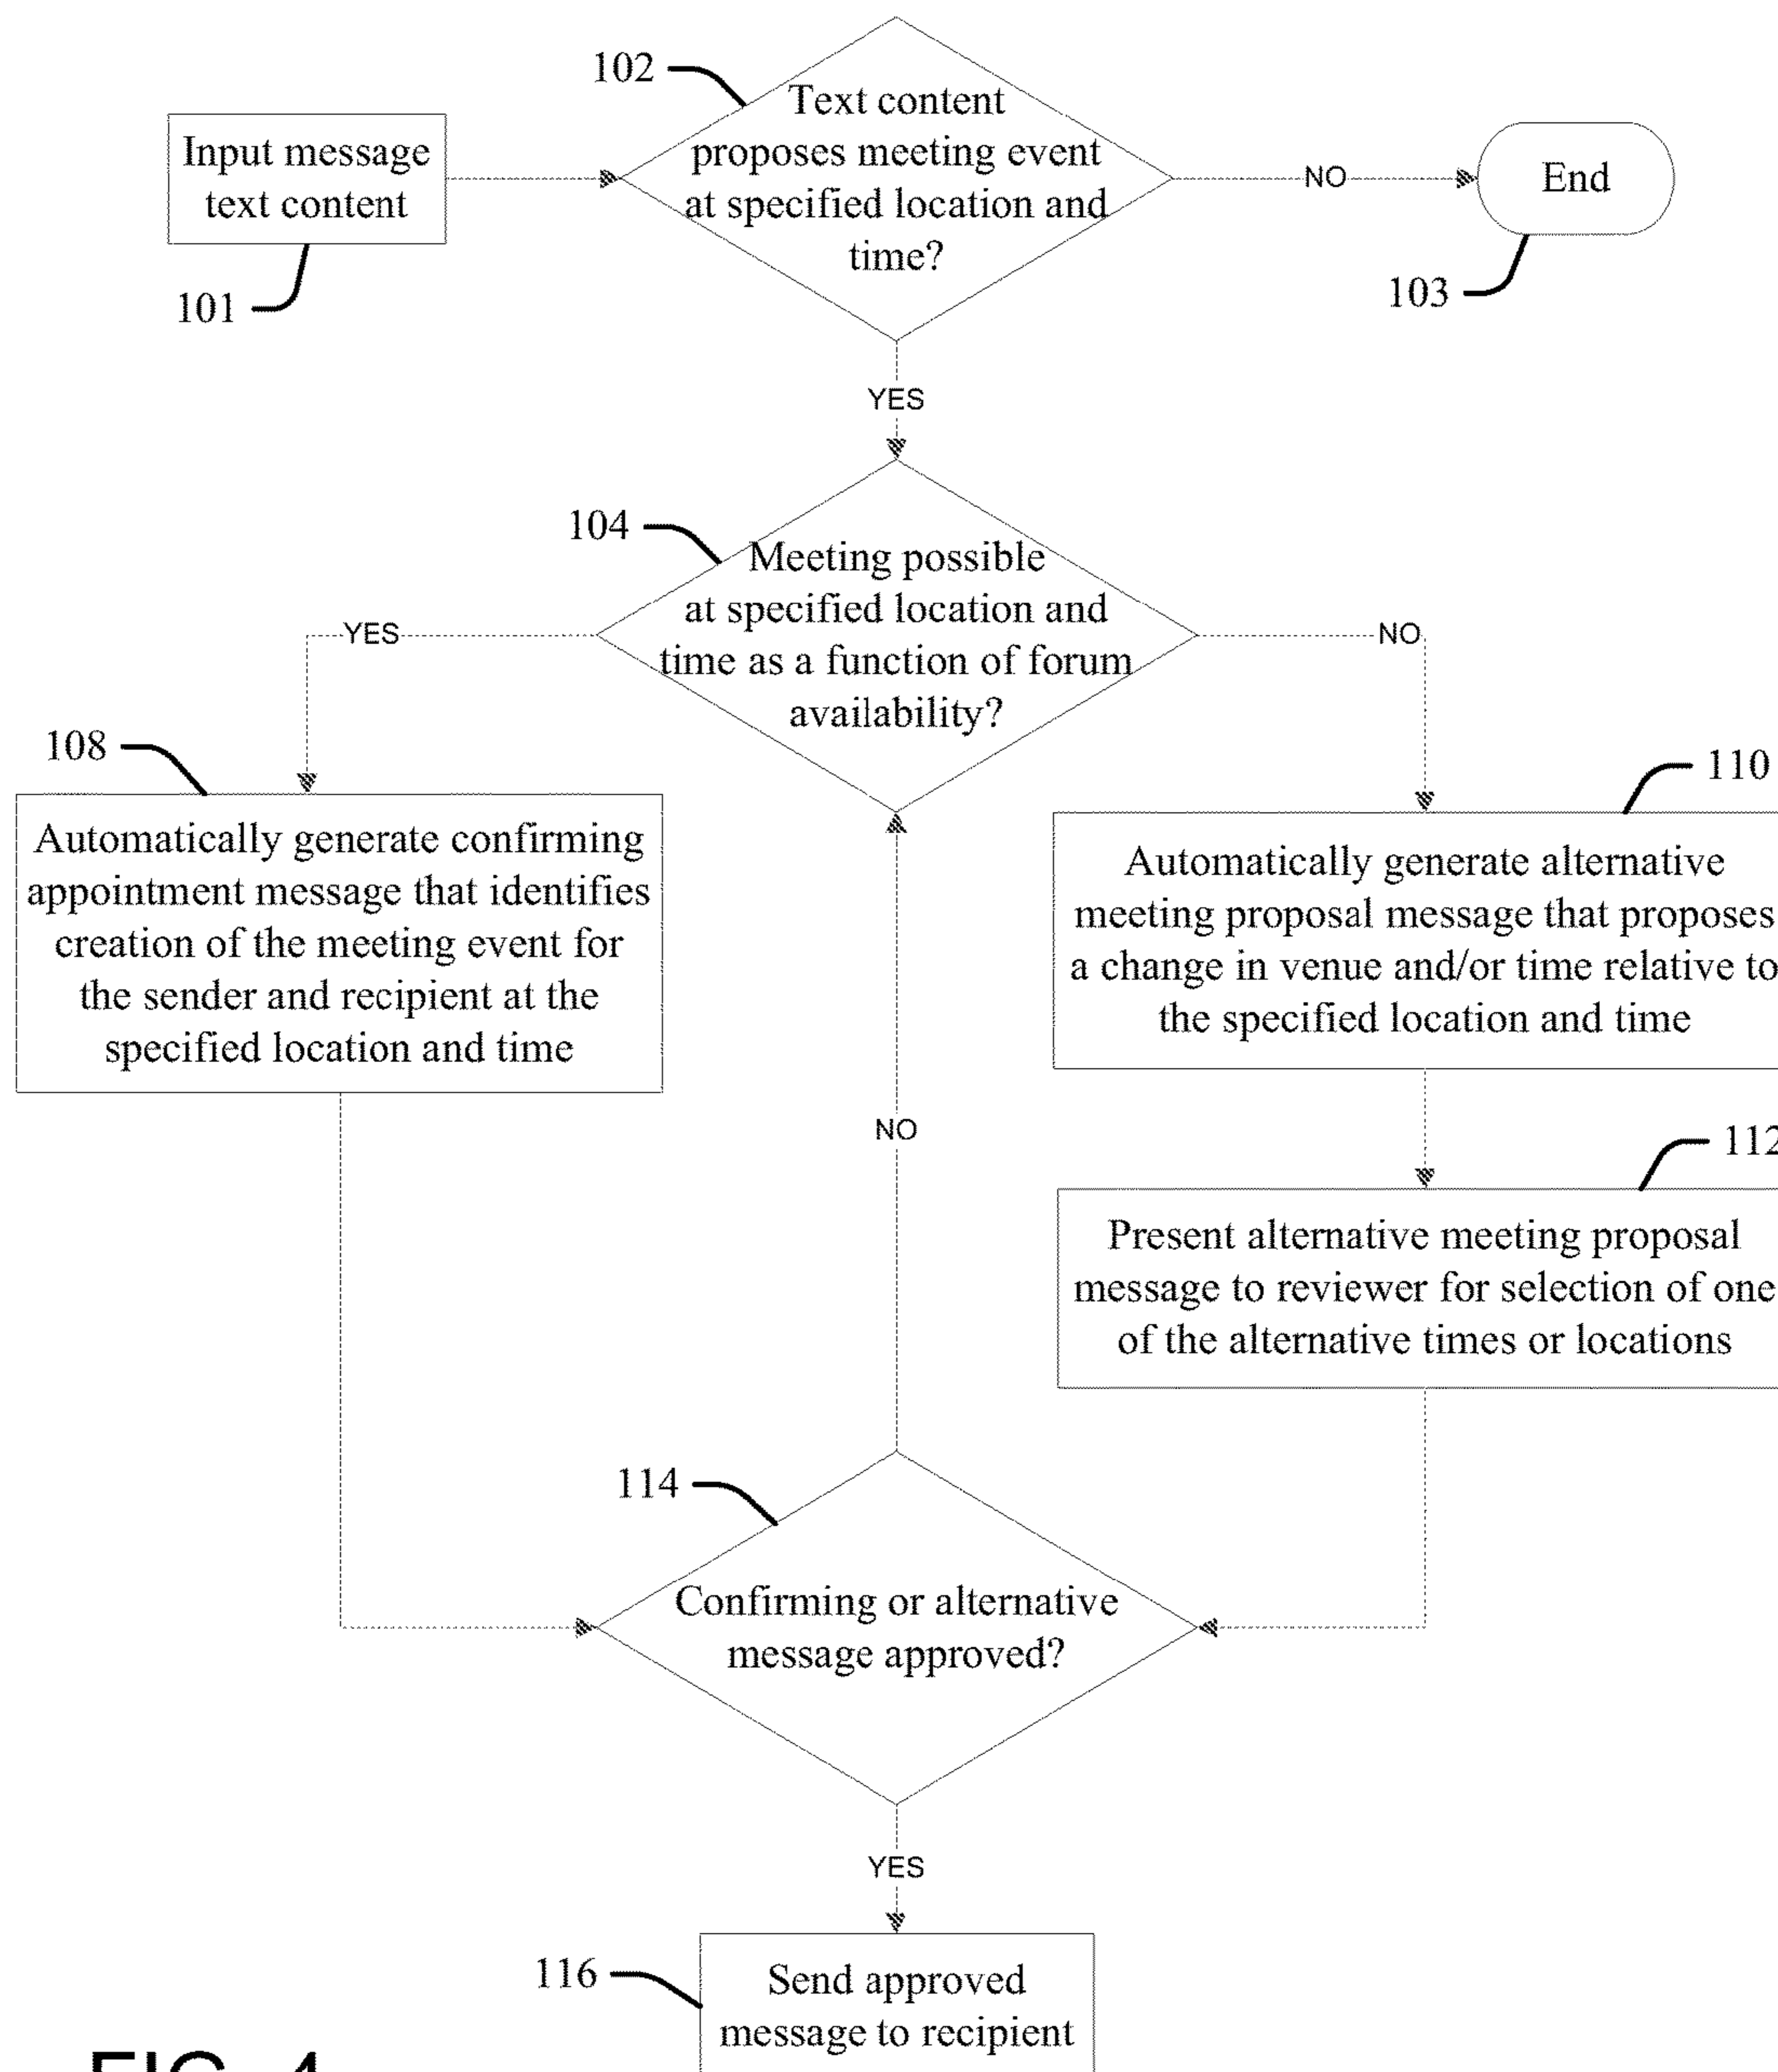 102
Text content
proposes meeting event
at specified location and
time?
Input message
text content
101
NO
End
103
YES
104
Meeting possible
at specified location and
time as a function of forum
availability?
YES
NO
108
Automatically generate confirming
appointment message that identifies
creation of the meeting event for
the sender and recipient at the
specified location and time
110
Automatically generate alternative
meeting proposal message that proposes
a change in venue and/or time relative to
the specified location and time
NO
112
Present alternative meeting proposal
message to reviewer for selection of one
of the alternative times or locations
114
Confirming or alternative
message approved?
YES
116
Send approved
message to recipient
FIG. 4